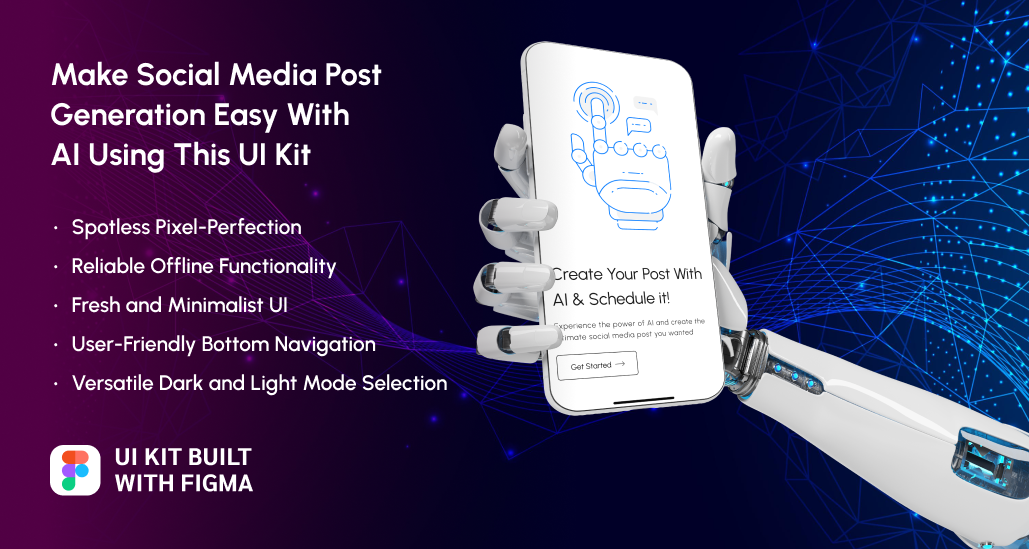 Make Social Media Post
Generation Easy With
AI Using This UI Kit
· Spotless Pixel-Perfection
· Reliable Offline Functionality
· Fresh and Minimalist UI
· User-Friendly Bottom Navigation
· Versatile Dark and Light Mode Selection
UI KIT BUILT
WITH FIGMA
Create Your Post With
AI & Schedule it!
Experience the power of AI and create the
social media post you wanted
Get Started →